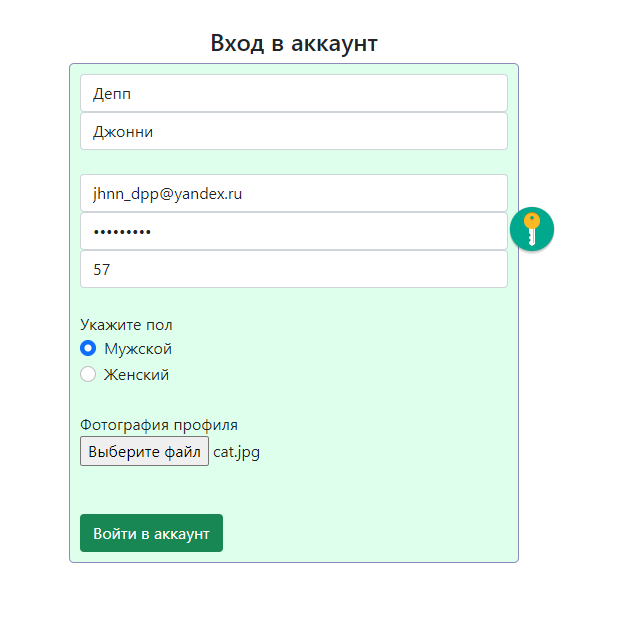 Вход в аккаунт
Депп
Джонни
jhnn_dpp@yandex.ru
•••••••••
57
Укажите пол
Мужской
Женский
Фотография профиля
Выберите файл cat.jpg
Войти в аккаунт